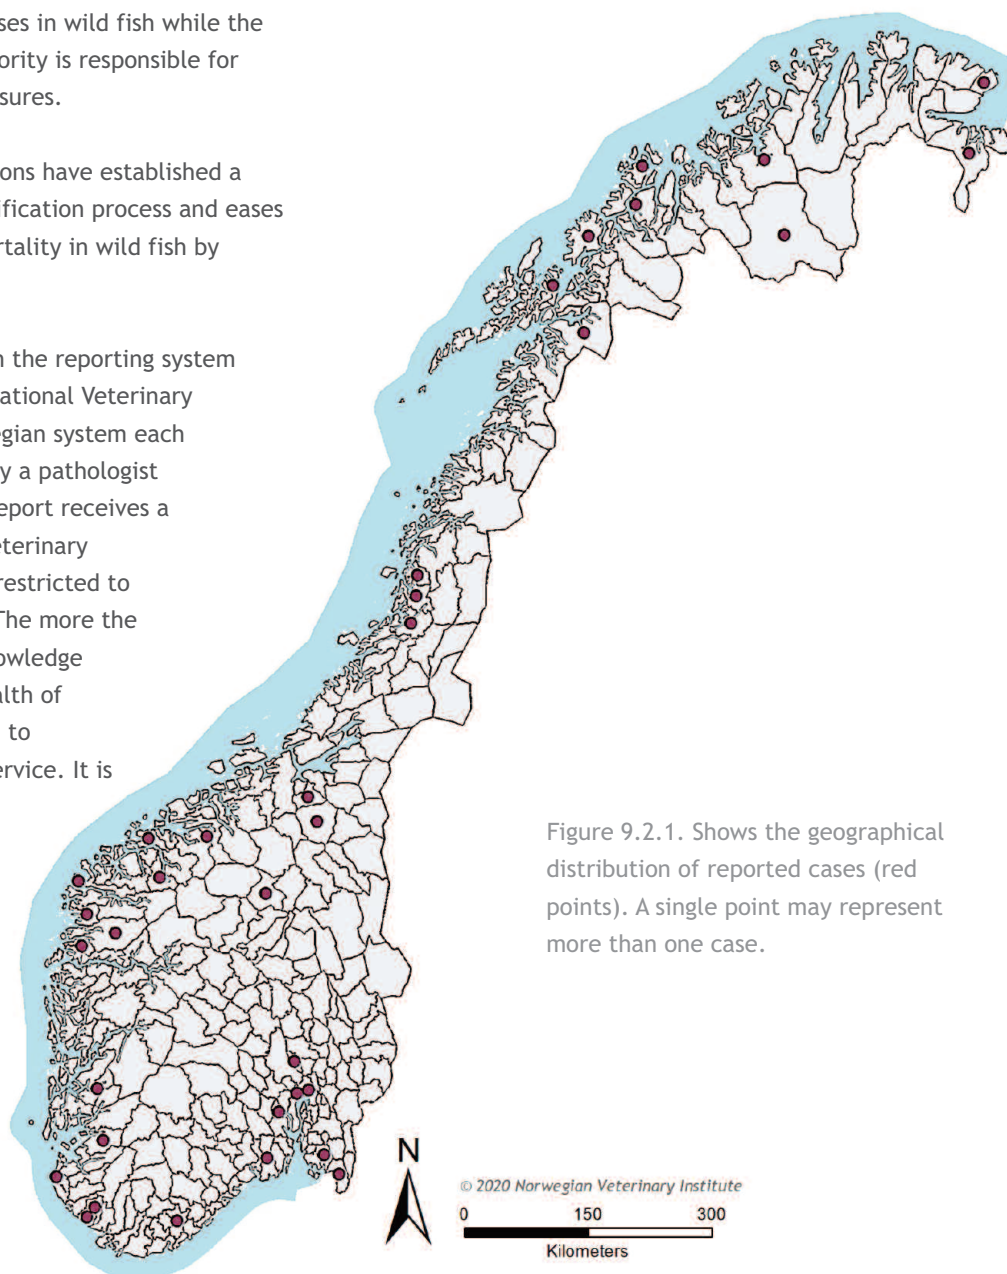 ses in wild fish while the
ority is responsible for
sures.
ions have established a
ification process and eases
rtality in wild fish by
n the reporting system
ational Veterinary
egian system each
y a pathologist
eport receives a
eterinary
restricted to
The more the
owledge
alth of
to
ervice. It is
Figure 9.2.1. Shows the geographical
distribution of reported cases (red
points). A single point may represent
more than one case.
N
© 2020 Norwegian Veterinary Institute
0 150 300
Kilometers